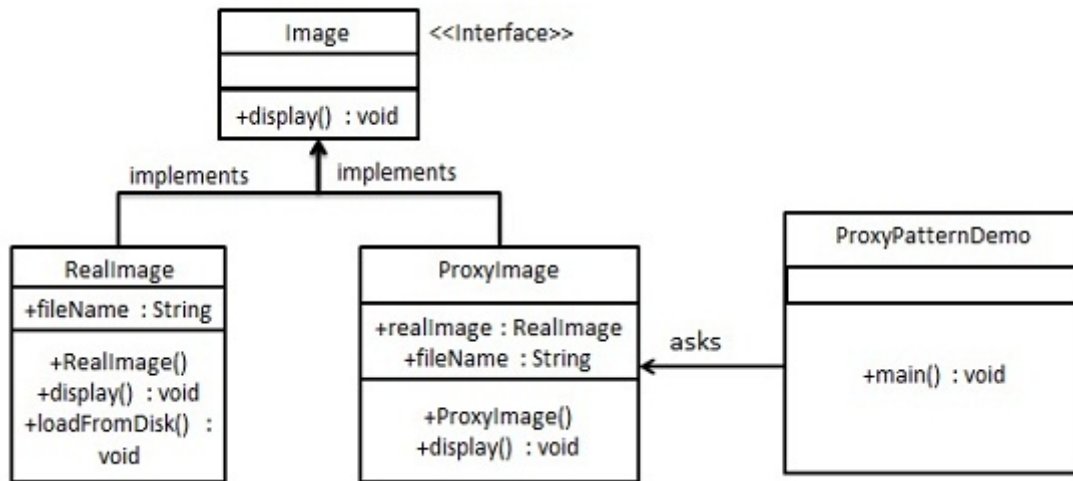 Image
<<Interface>>
+display() : void
implements
implements
RealImage
+fileName : String
+RealImage()
+display() : void
+loadFromDisk() :
void
ProxyImage
+realImage : RealImage
+fileName : String
+ProxyImage()
+display() : void
asks
ProxyPatternDemo
+main() : void